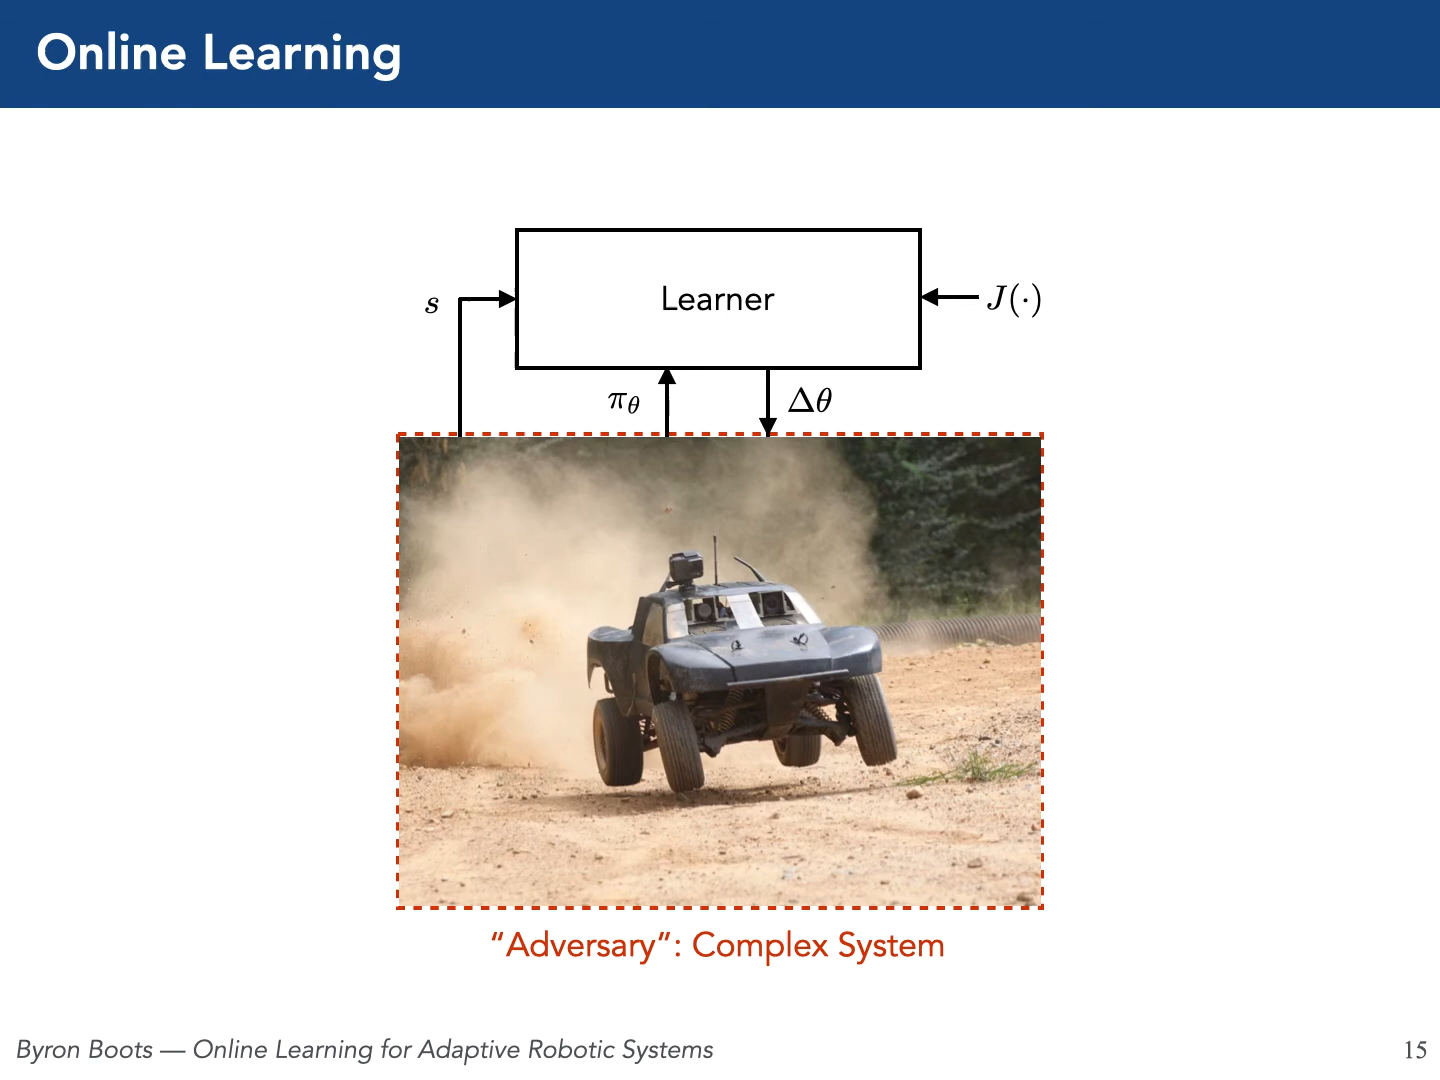 Online Learning
s
Learner
J(·)
π_θ
Δθ
“Adversary”: Complex System
Byron Boots — Online Learning for Adaptive Robotic Systems
15